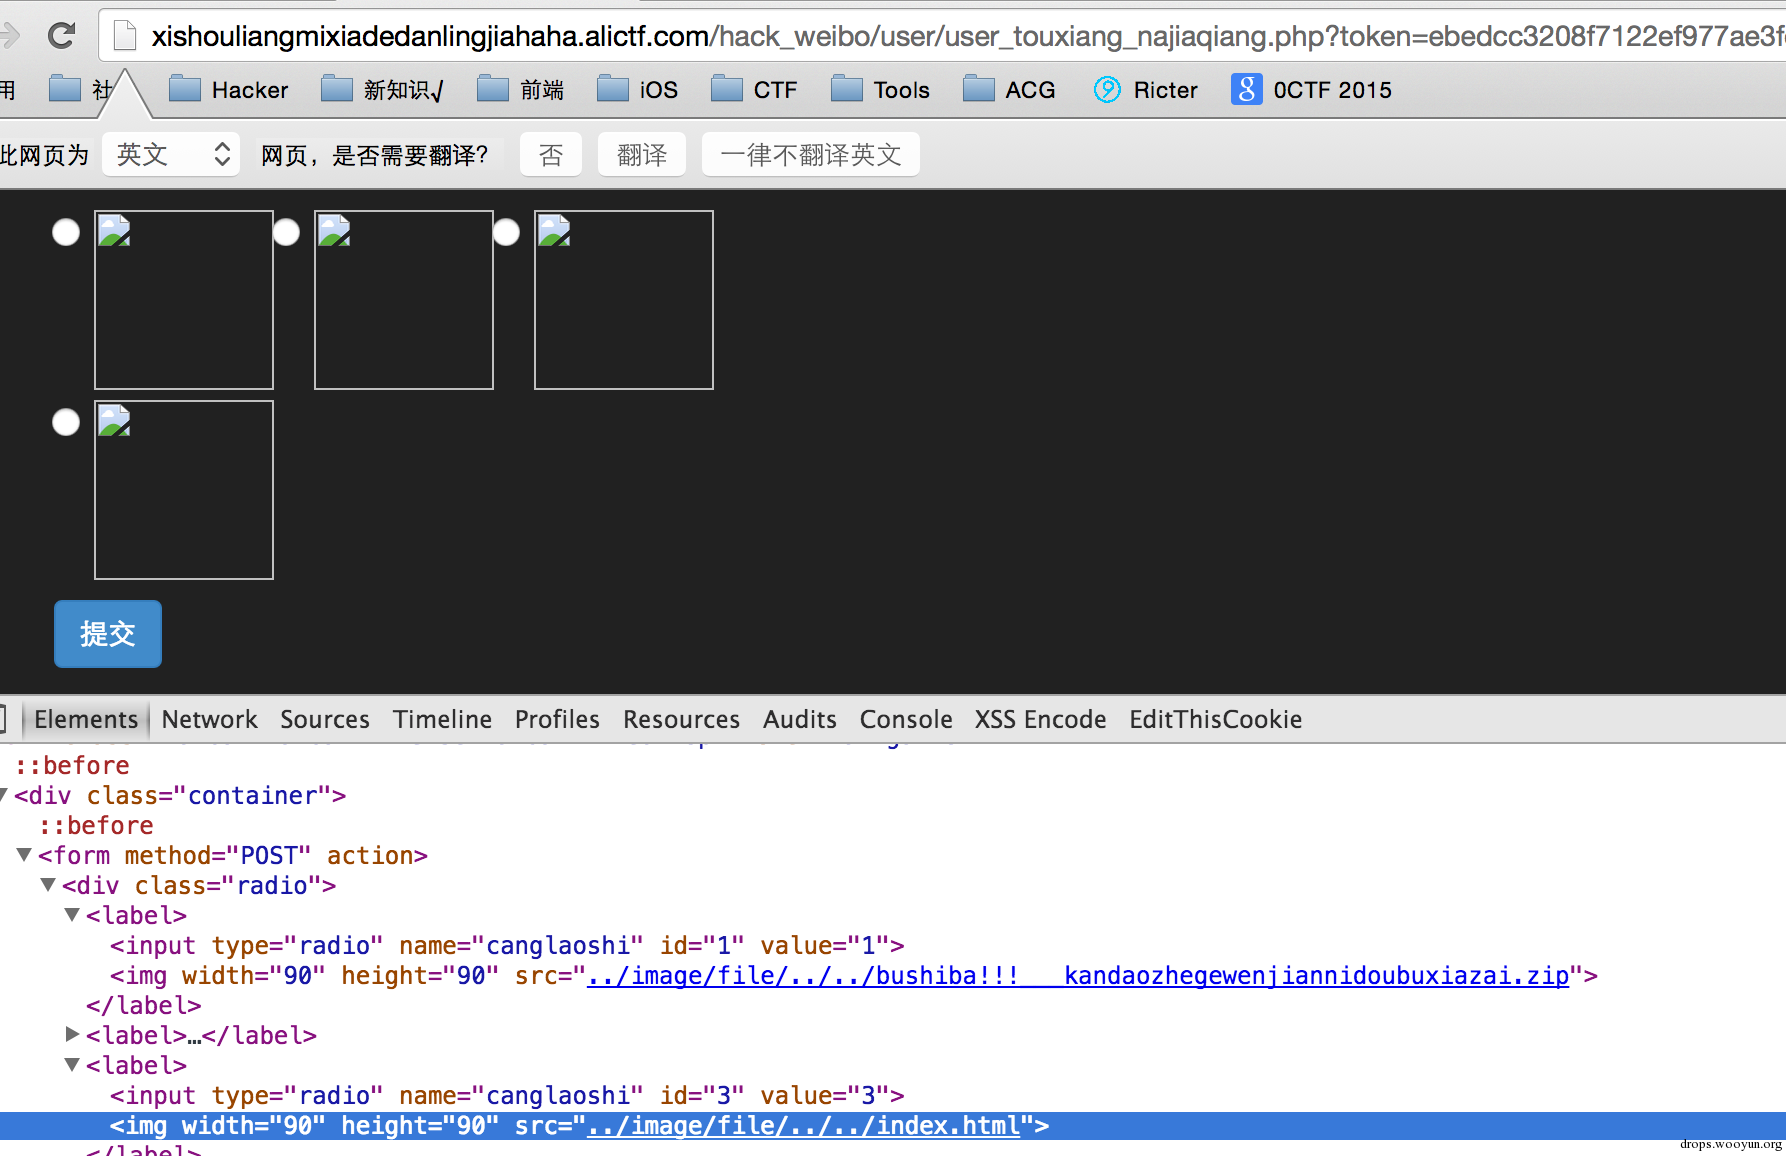 xishouliangmixiadedanlingjiahaha.alictf.com/hack_weibo/user/user_touxiang_najiaqiang.php?token=ebedcc3208f7122ef977ae3f
用 社 Hacker 新知识√ 前端 iOS CTF Tools ACG Ricter 0CTF 2015
此网页为 英文 网页，是否需要翻译？ 否 翻译 一律不翻译英文
提交
Elements Network Sources Timeline Profiles Resources Audits Console XSS Encode EditThisCookie
::before
<div class="container">
::before
<form method="POST" action>
<div class="radio">
<label>
<input type="radio" name="canglaoshi" id="1" value="1">
<img width="90" height="90" src="../image/file/../../bushiba!!!___kandaozhegewenjiannidoubuxiazai.zip">
</label>
<label>…</label>
<label>
<input type="radio" name="canglaoshi" id="3" value="3">
<img width="90" height="90" src="../image/file/../../index.html">
</label>
drops.wooyun.org